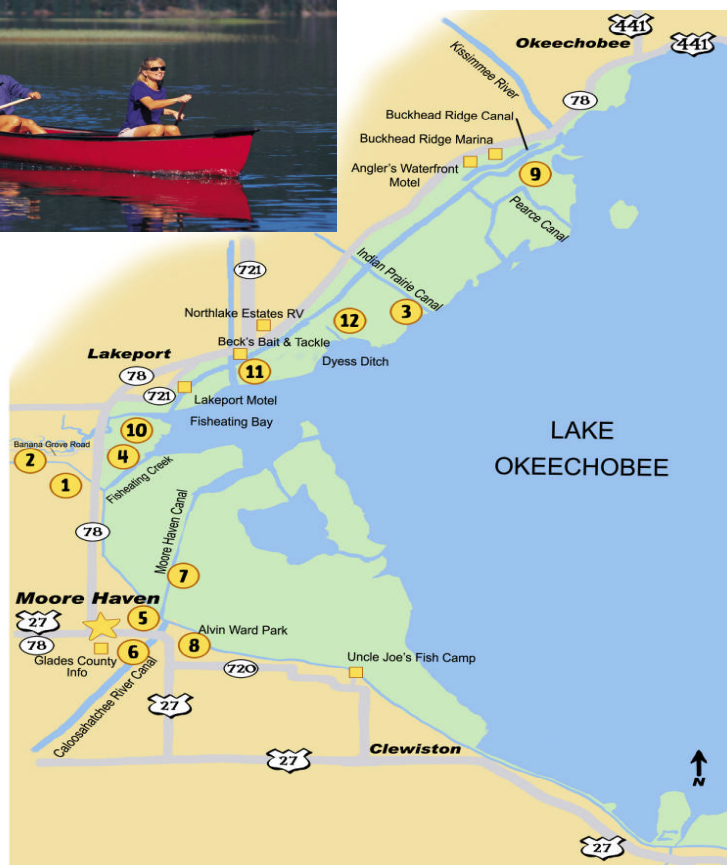 441
Okeechobee
441
Kissimmee River
78
Buckhead Ridge Canal
Buckhead Ridge Marina
Angler's Waterfront
Motel
9
Pearce Canal
721
Indian Prairie Canal
Northlake Estates RV
12
3
Beck's Bait & Tackle
Lakeport
Dyess Ditch
78
11
721
Lakeport Motel
Fisheating Bay
10
LAKE
OKEECHOBEE
Banana Grove Road
2
4
1
Fisheating Creek
78
Moore Haven Canal
7
Moore Haven
27
5
Alvin Ward Park
78
8
Glades County
Info
6
Uncle Joe's Fish Camp
720
Caloosahatchee River Canal
27
Clewiston
27
N
27